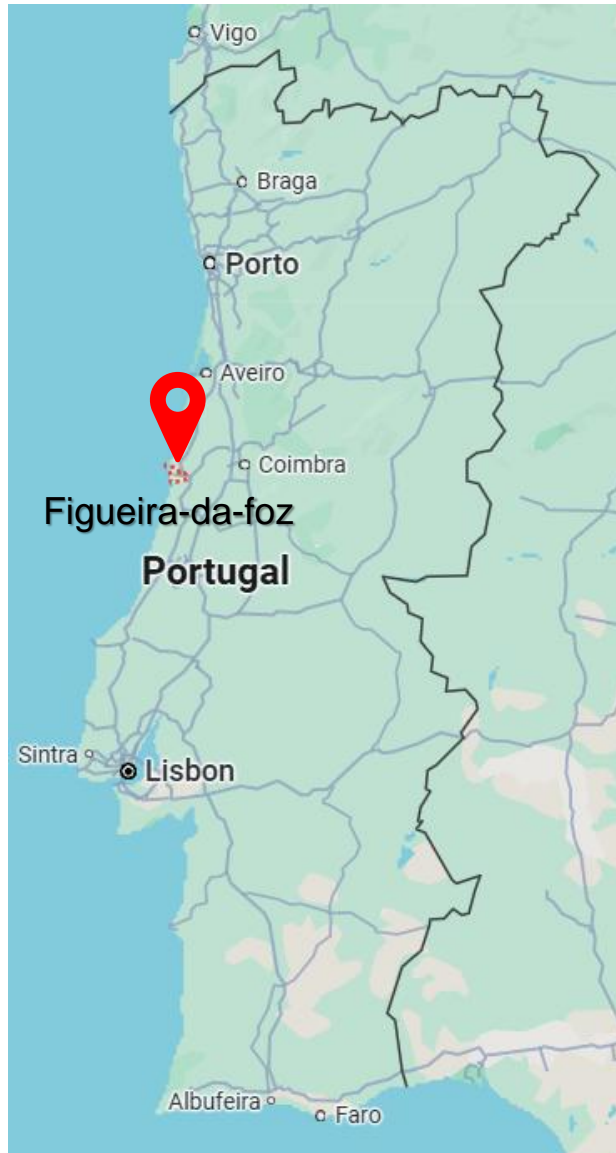 Vigo
Braga
Porto
Aveiro
Coimbra
Figueira-da-foz
Portugal
Sintra
Lisbon
Albufeira
Faro